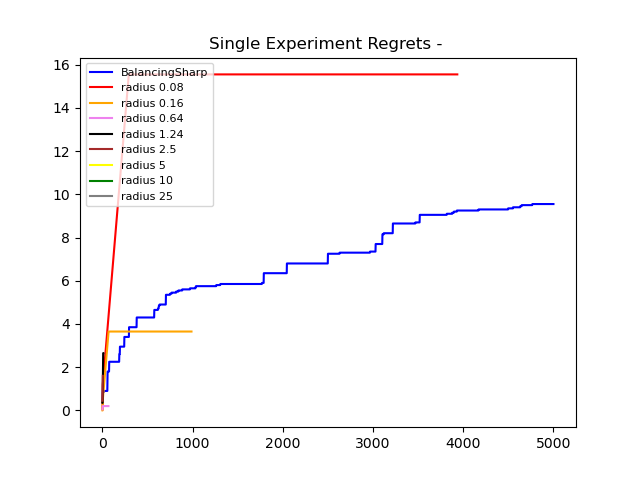 Single Experiment Regrets -
16
14
12
10
8
6
4
2
0
BalancingSharp
radius 0.08
radius 0.16
radius 0.64
radius 1.24
radius 2.5
radius 5
radius 10
radius 25
0 1000 2000 3000 4000 5000